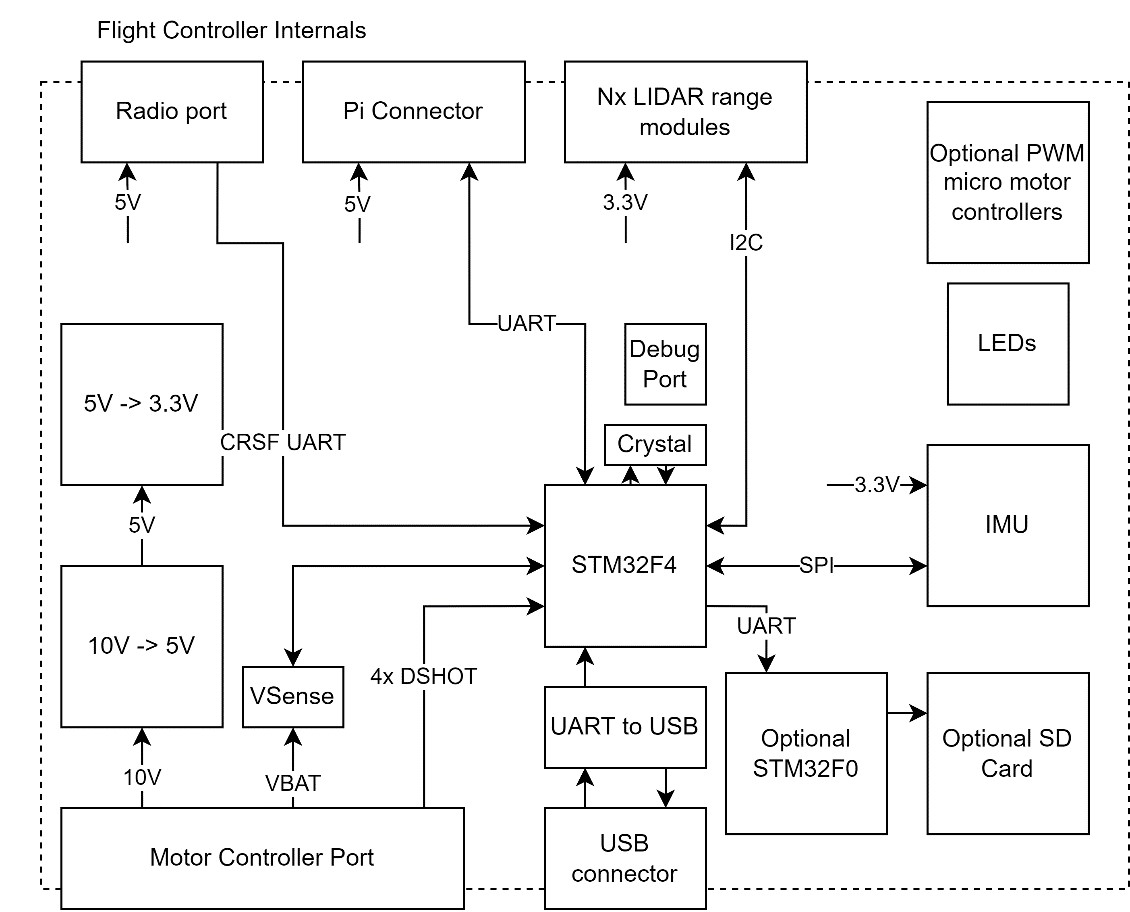 Flight Controller Internals
Radio port
Pi Connector
Nx LIDAR range
modules
Optional PWM
micro motor
controllers
5V
5V
3.3V
I2C
UART
LEDs
Debug
Port
5V -> 3.3V
CRSF UART
Crystal
3.3V
IMU
5V
STM32F4
SPI
10V -> 5V
UART
4x DSHOT
VSense
UART to USB
Optional
STM32F0
Optional SD
Card
10V
VBAT
Motor Controller Port
USB
connector